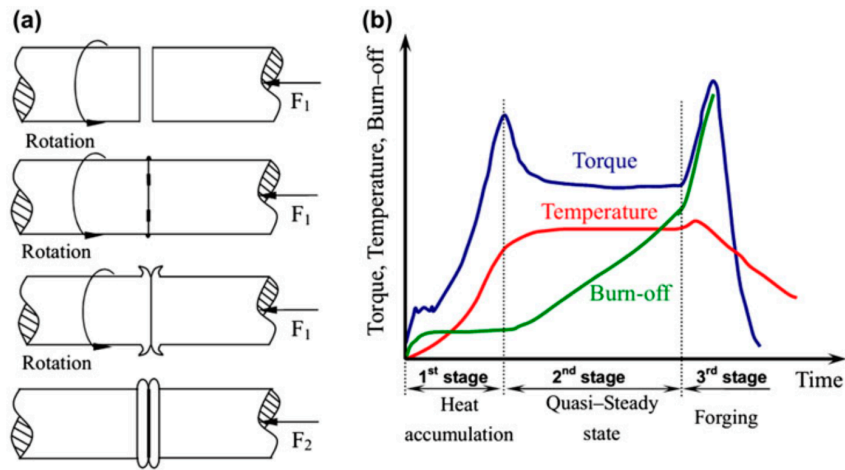 (a)
F1
Rotation
F1
Rotation
F1
Rotation
F2
(b)
Torque, Temperature, Burn–off
Torque
Temperature
Burn-off
1st stage
2nd stage
3rd stage
Time
Heat
accumulation
Quasi–Steady
state
Forging